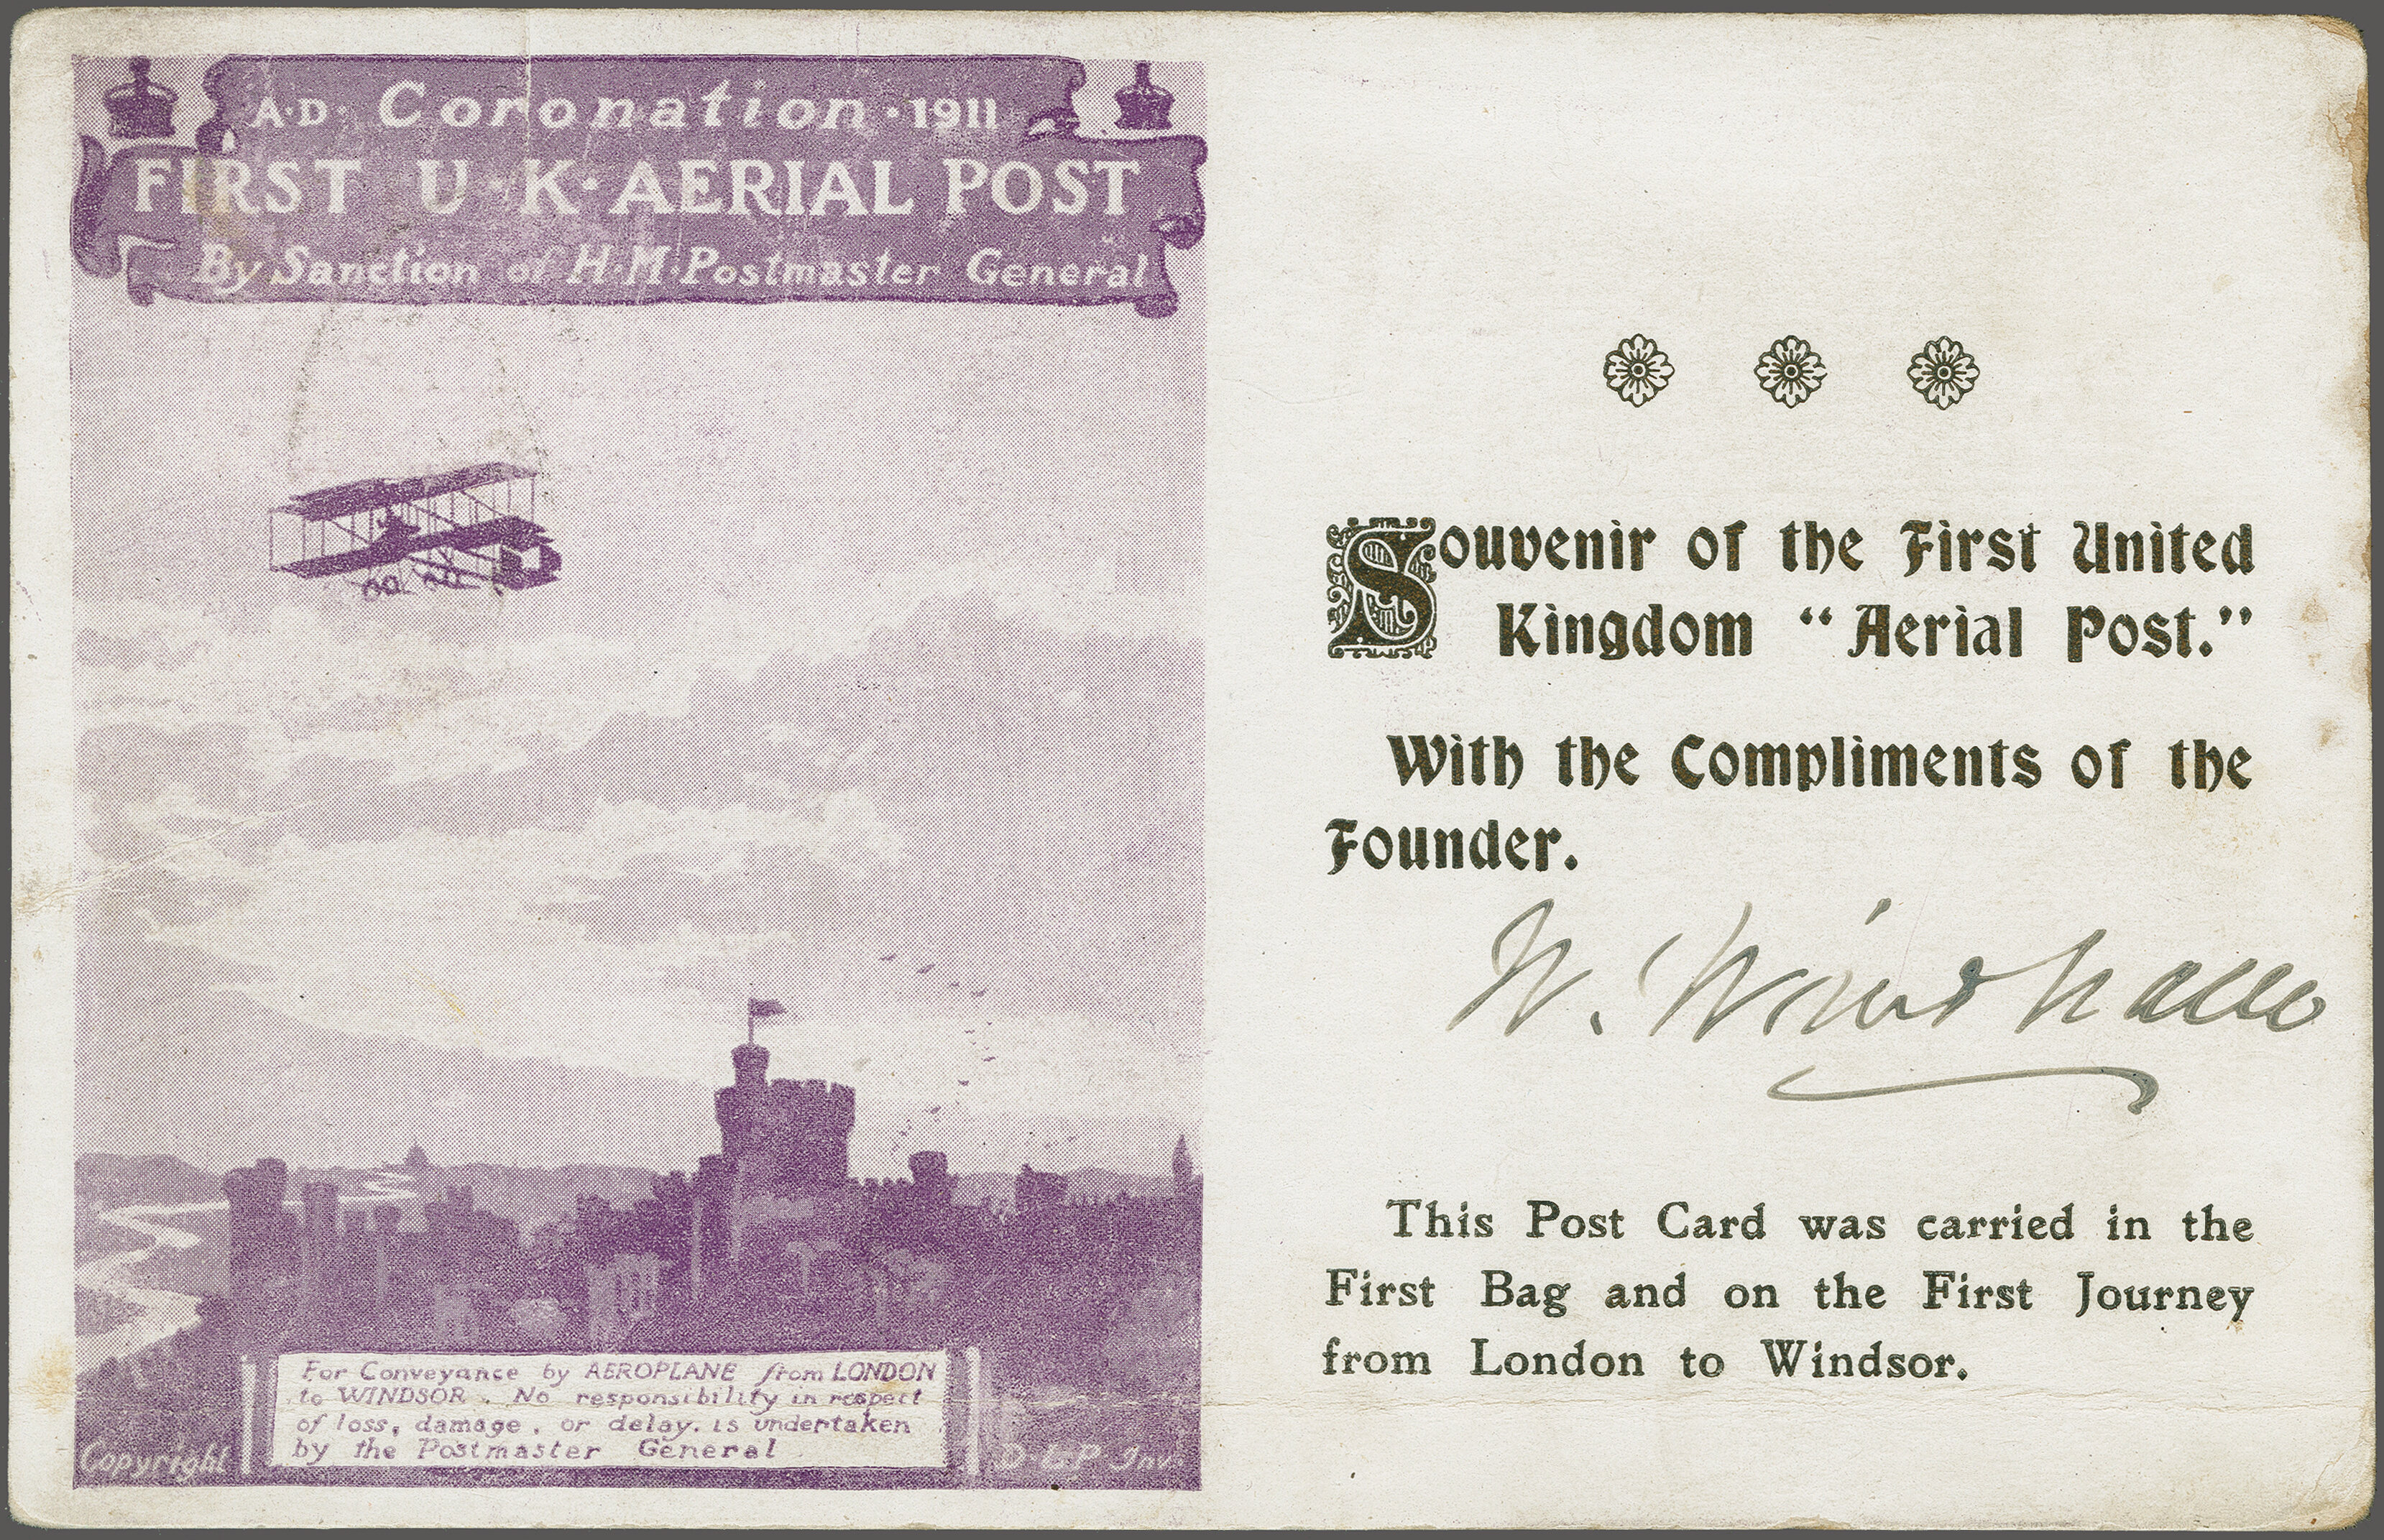 A·D· Coronation · 1911
FIRST U·K·AERIAL POST
By Sanction of H·M·Postmaster General
For Conveyance by AEROPLANE from LONDON
to WINDSOR. No responsibility in respect
of loss, damage, or delay, is undertaken
by the Postmaster General
Copyright
D·L·P Inv.
Souvenir of the First United
Kingdom “Aerial Post.”
With the Compliments of the
Founder.
W. Windham
This Post Card was carried in the
First Bag and on the First Journey
from London to Windsor.